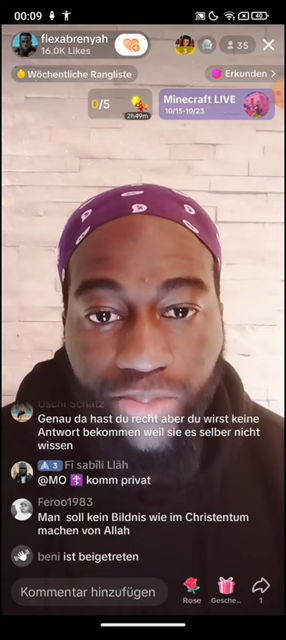 00:09
40
flexabrenyah
16.0K Likes
35
Wöchentliche Rangliste
Erkunden >
0/5
2h49m
Minecraft LIVE
10/15-10/23
Uschi Schatz
Genau da hast du recht aber du wirst keine
Antwort bekommen weil sie es selber nicht
wissen
3 Fī sabīli Llāh
@MO ☦️ komm privat
Feroo1983
Man soll kein Bildnis wie im Christentum
machen von Allah
beni ist beigetreten
Kommentar hinzufügen
Rose
Gesche...
1